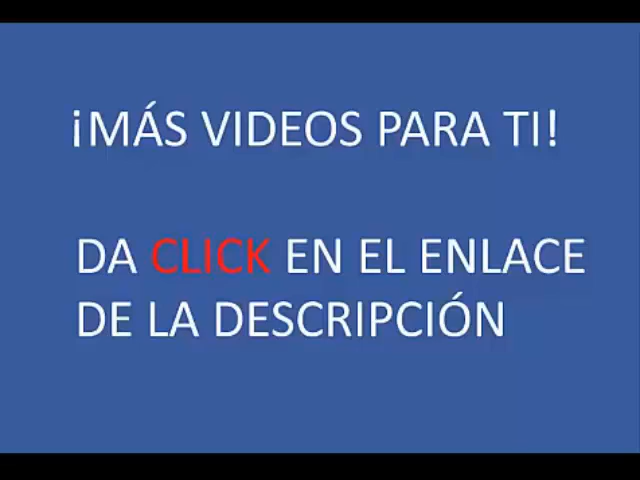 ¡MÁS VIDEOS PARA TI!
DA CLICK EN EL ENLACE
DE LA DESCRIPCIÓN